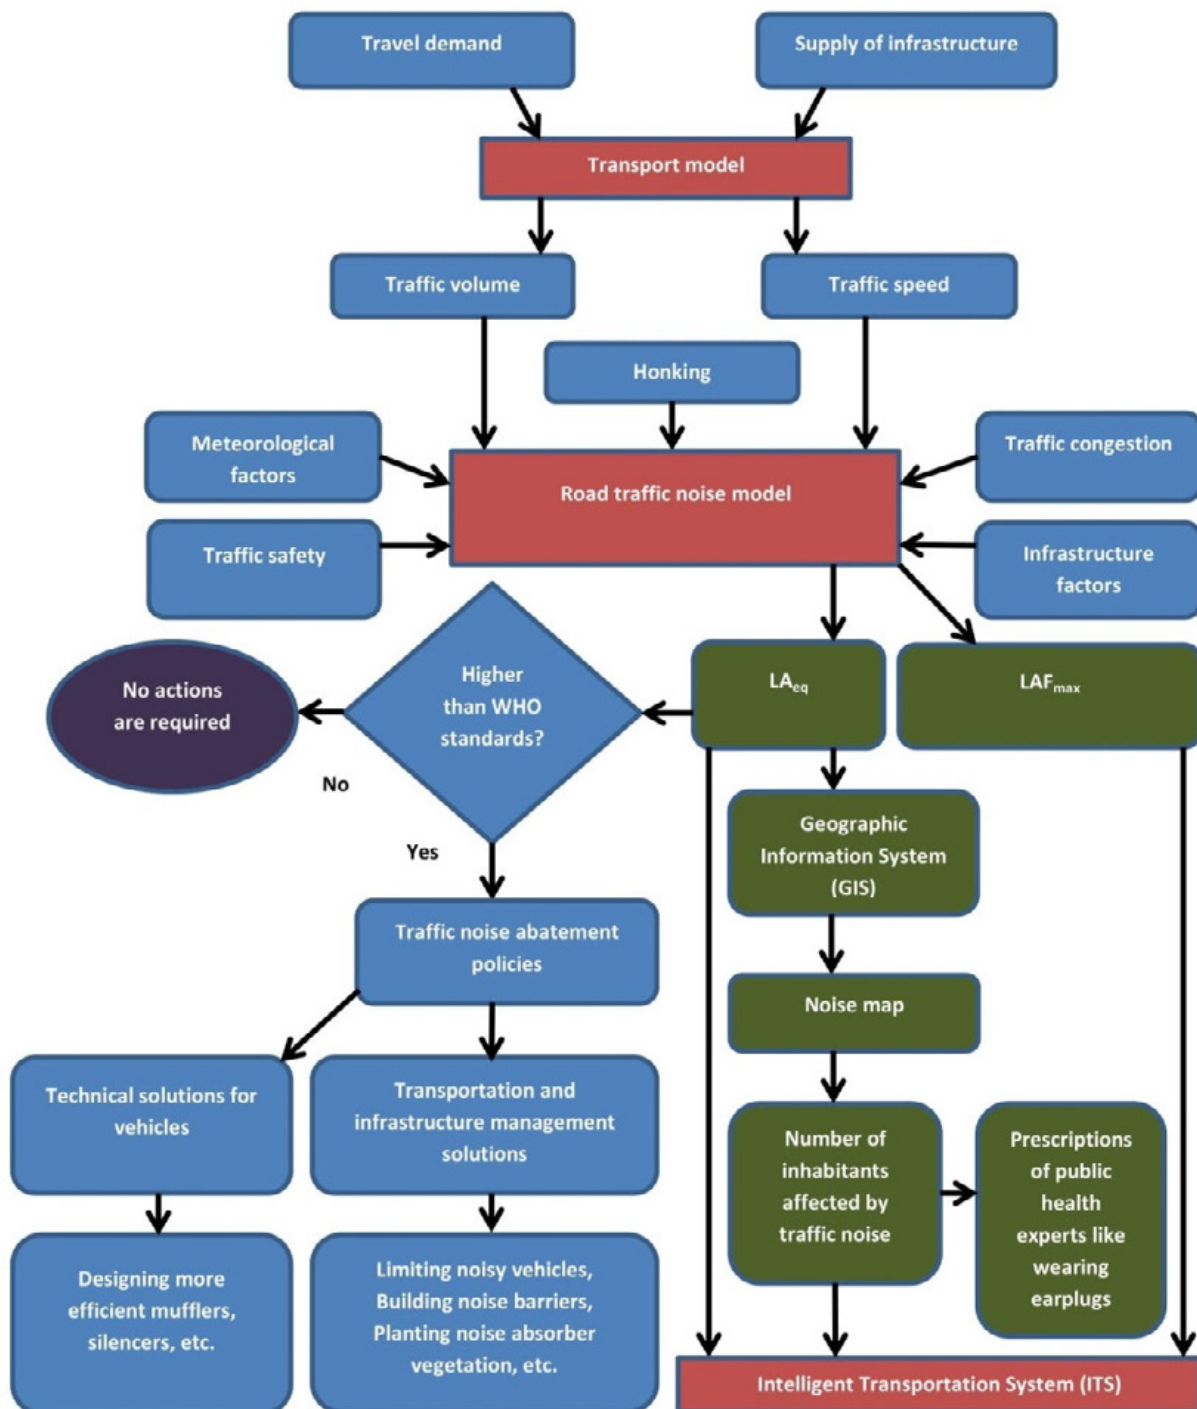 Travel demand
Supply of infrastructure
Transport model
Traffic volume
Traffic speed
Honking
Meteorological
factors
Traffic congestion
Road traffic noise model
Traffic safety
Infrastructure
factors
No actions
are required
Higher
than WHO
standards?
LAeq
LAFmax
No
Yes
Geographic
Information System
(GIS)
Traffic noise abatement
policies
Noise map
Technical solutions for
vehicles
Transportation and
infrastructure management
solutions
Number of
inhabitants
affected by
traffic noise
Prescriptions
of public
health
experts like
wearing
earplugs
Designing more
efficient mufflers,
silencers, etc.
Limiting noisy vehicles,
Building noise barriers,
Planting noise absorber
vegetation, etc.
Intelligent Transportation System (ITS)